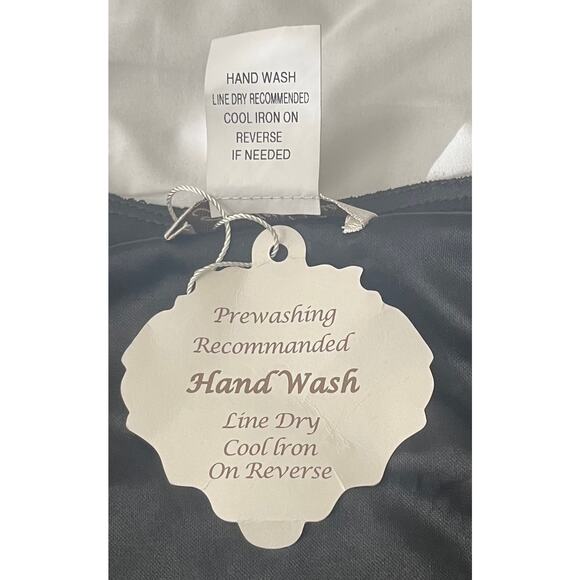 HAND WASH
LINE DRY RECOMMENDED
COOL IRON ON
REVERSE
IF NEEDED
Prewashing
Recommanded
Hand Wash
Line Dry
Cool lron
On Reverse